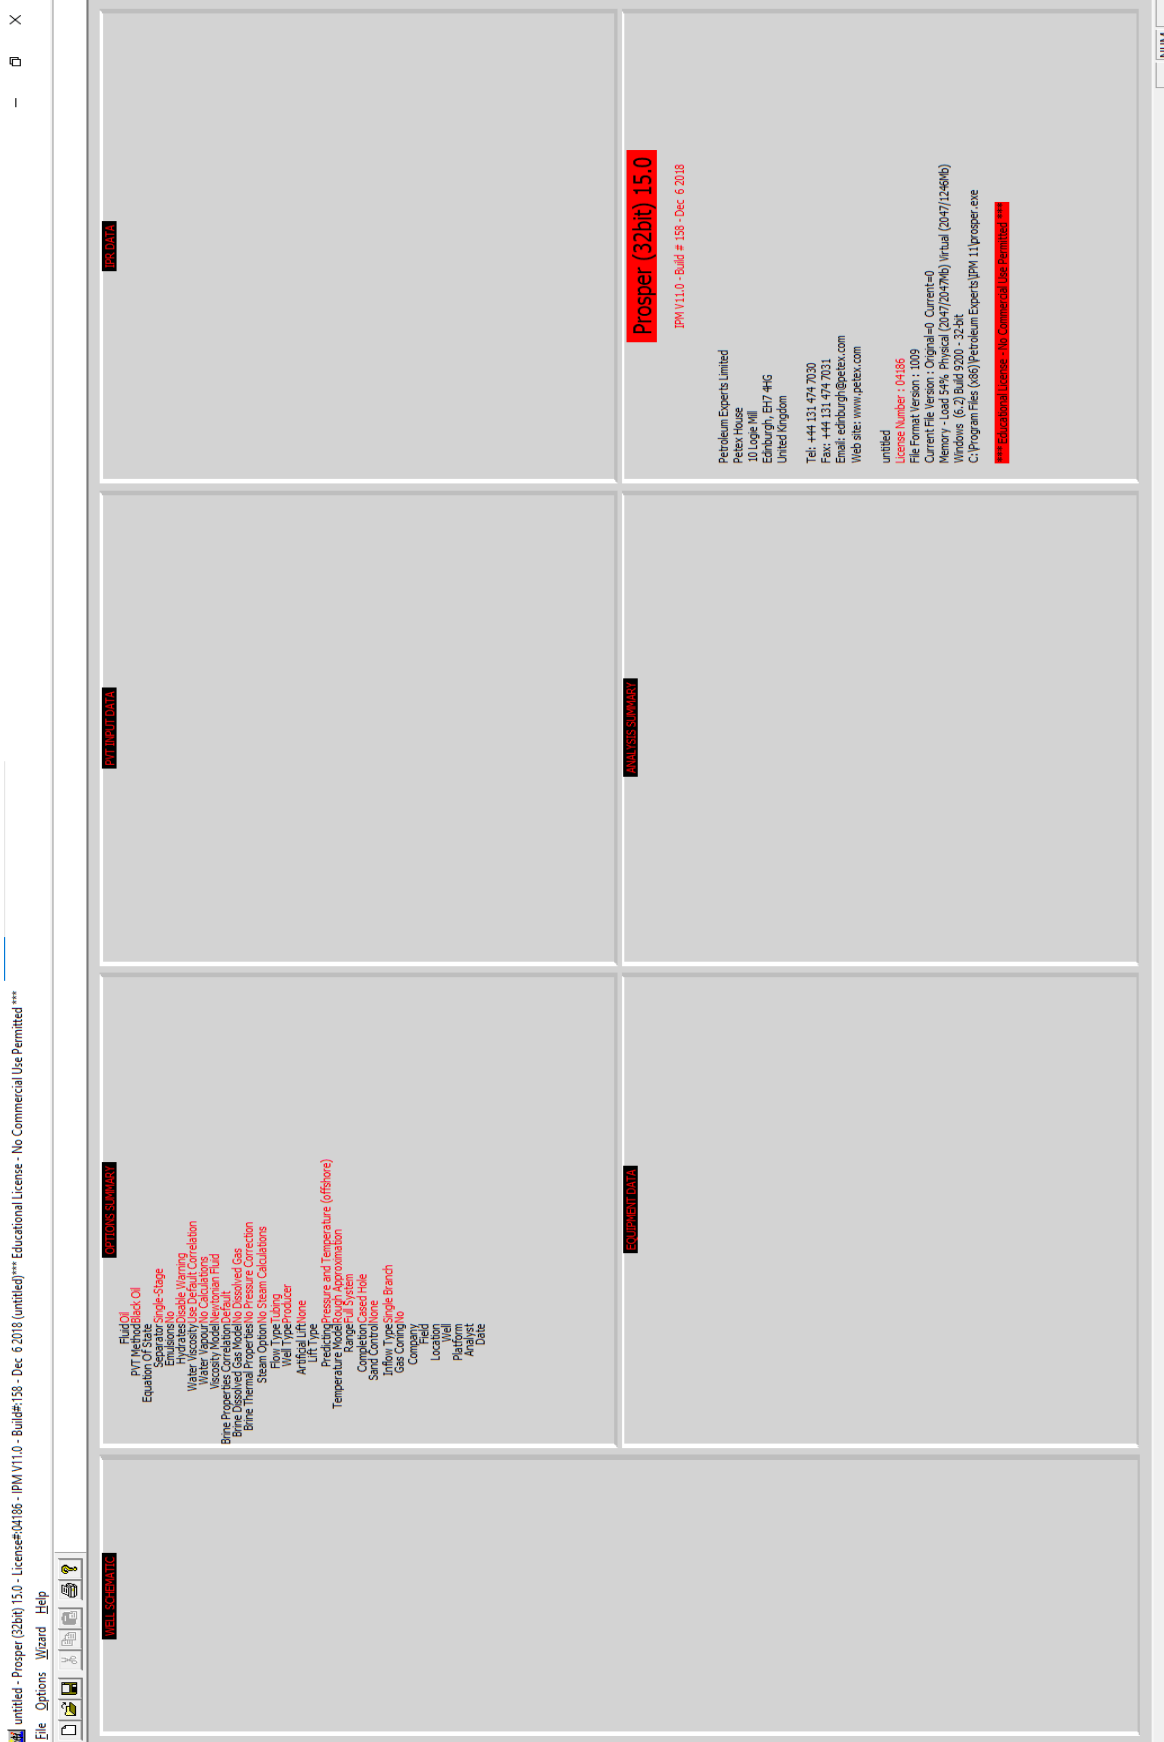 untitled - Prosper (32bit) 15.0 - License#:04186 - IPM V11.0 - Build#:158 - Dec 6 2018 (untitled)*** Educational License - No Commercial Use Permitted ***
File Options Wizard Help
WELL SCHEMATIC
OPTIONS SUMMARY
Fluid Oil
PVT Method Black Oil
Equation Of State
Separator Single-Stage
Emulsions No
Hydrates Disable Warning
Water Viscosity Use Default Correlation
Water Vapour No Calculations
Viscosity Model Newtonian Fluid
Brine Properties Correlation Default
Brine Dissolved Gas Model No Dissolved Gas
Brine Thermal Properties No Pressure Correction
Steam Option No Steam Calculations
Flow Type Tubing
Well Type Producer
Artificial Lift None
Lift Type
Predicting Pressure and Temperature (offshore)
Temperature Model Rough Approximation
Range Full System
Completion Cased Hole
Sand Control None
Inflow Type Single Branch
Gas Coning No
Company
Field
Location
Well
Platform
Analyst
Date
PVT INPUT DATA
IPR DATA
EQUIPMENT DATA
ANALYSIS SUMMARY
Prosper (32bit) 15.0
IPM V11.0 - Build # 158 - Dec 6 2018
Petroleum Experts Limited
Petex House
10 Logie Mill
Edinburgh, EH7 4HG
United Kingdom
Tel: +44 131 474 7030
Fax: +44 131 474 7031
Email: edinburgh@petex.com
Web site: www.petex.com
untitled
License Number : 04186
File Format Version : 1009
Current File Version : Original=0 Current=0
Memory - Load 54% Physical (2047/2047Mb) Virtual (2047/1246Mb)
Windows (6.2) Build 9200 - 32-bit
C:\Program Files (x86)\Petroleum Experts\IPM 11\prosper.exe
*** Educational License - No Commercial Use Permitted ***